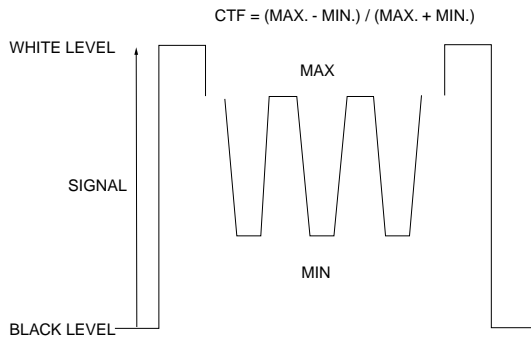 CTF = (MAX. - MIN.) / (MAX. + MIN.)
WHITE LEVEL
MAX
SIGNAL
MIN
BLACK LEVEL